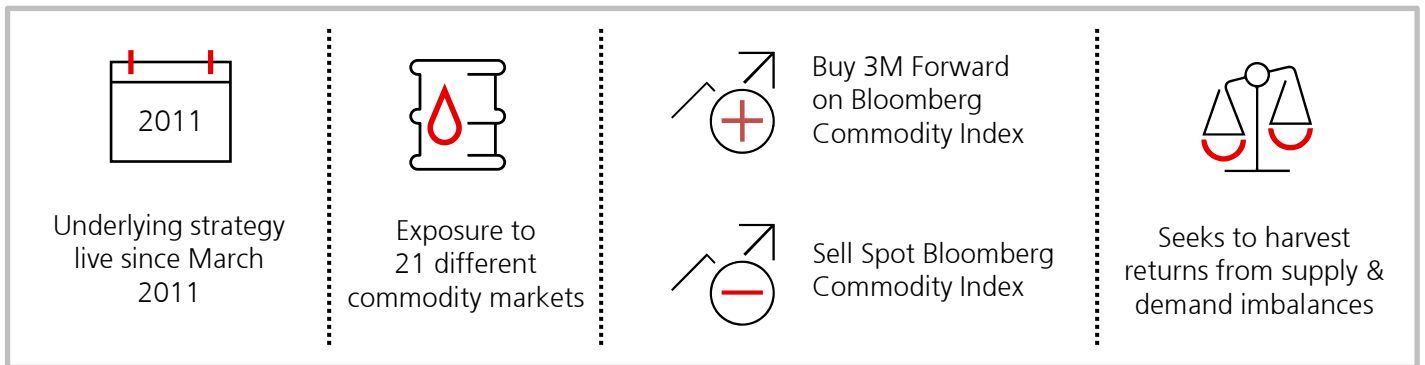 2011
Underlying strategy
live since March
2011
Exposure to
21 different
commodity markets
Buy 3M Forward
on Bloomberg
Commodity Index
Sell Spot Bloomberg
Commodity Index
Seeks to harvest
returns from supply &
demand imbalances